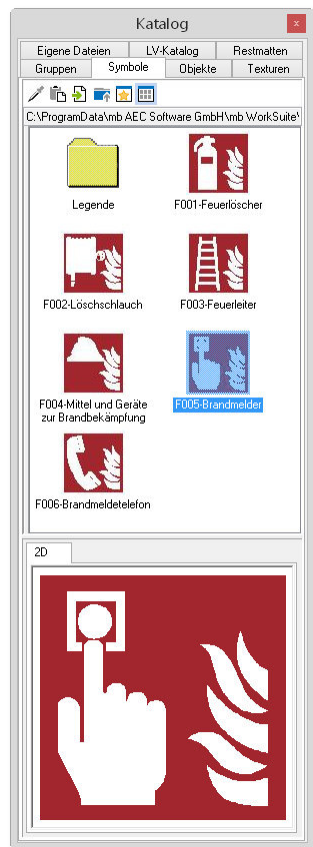 Katalog
x
Eigene Dateien LV-Katalog Restmatten
Gruppen Symbole Objekte Texturen
C:\ProgramData\mb AEC Software GmbH\mb WorkSuite\
Legende F001-Feuerlöscher
F002-Löschschlauch F003-Feuerleiter
F004-Mittel und Geräte F005-Brandmelder
zur Brandbekämpfung
F006-Brandmeldetelefon
2D